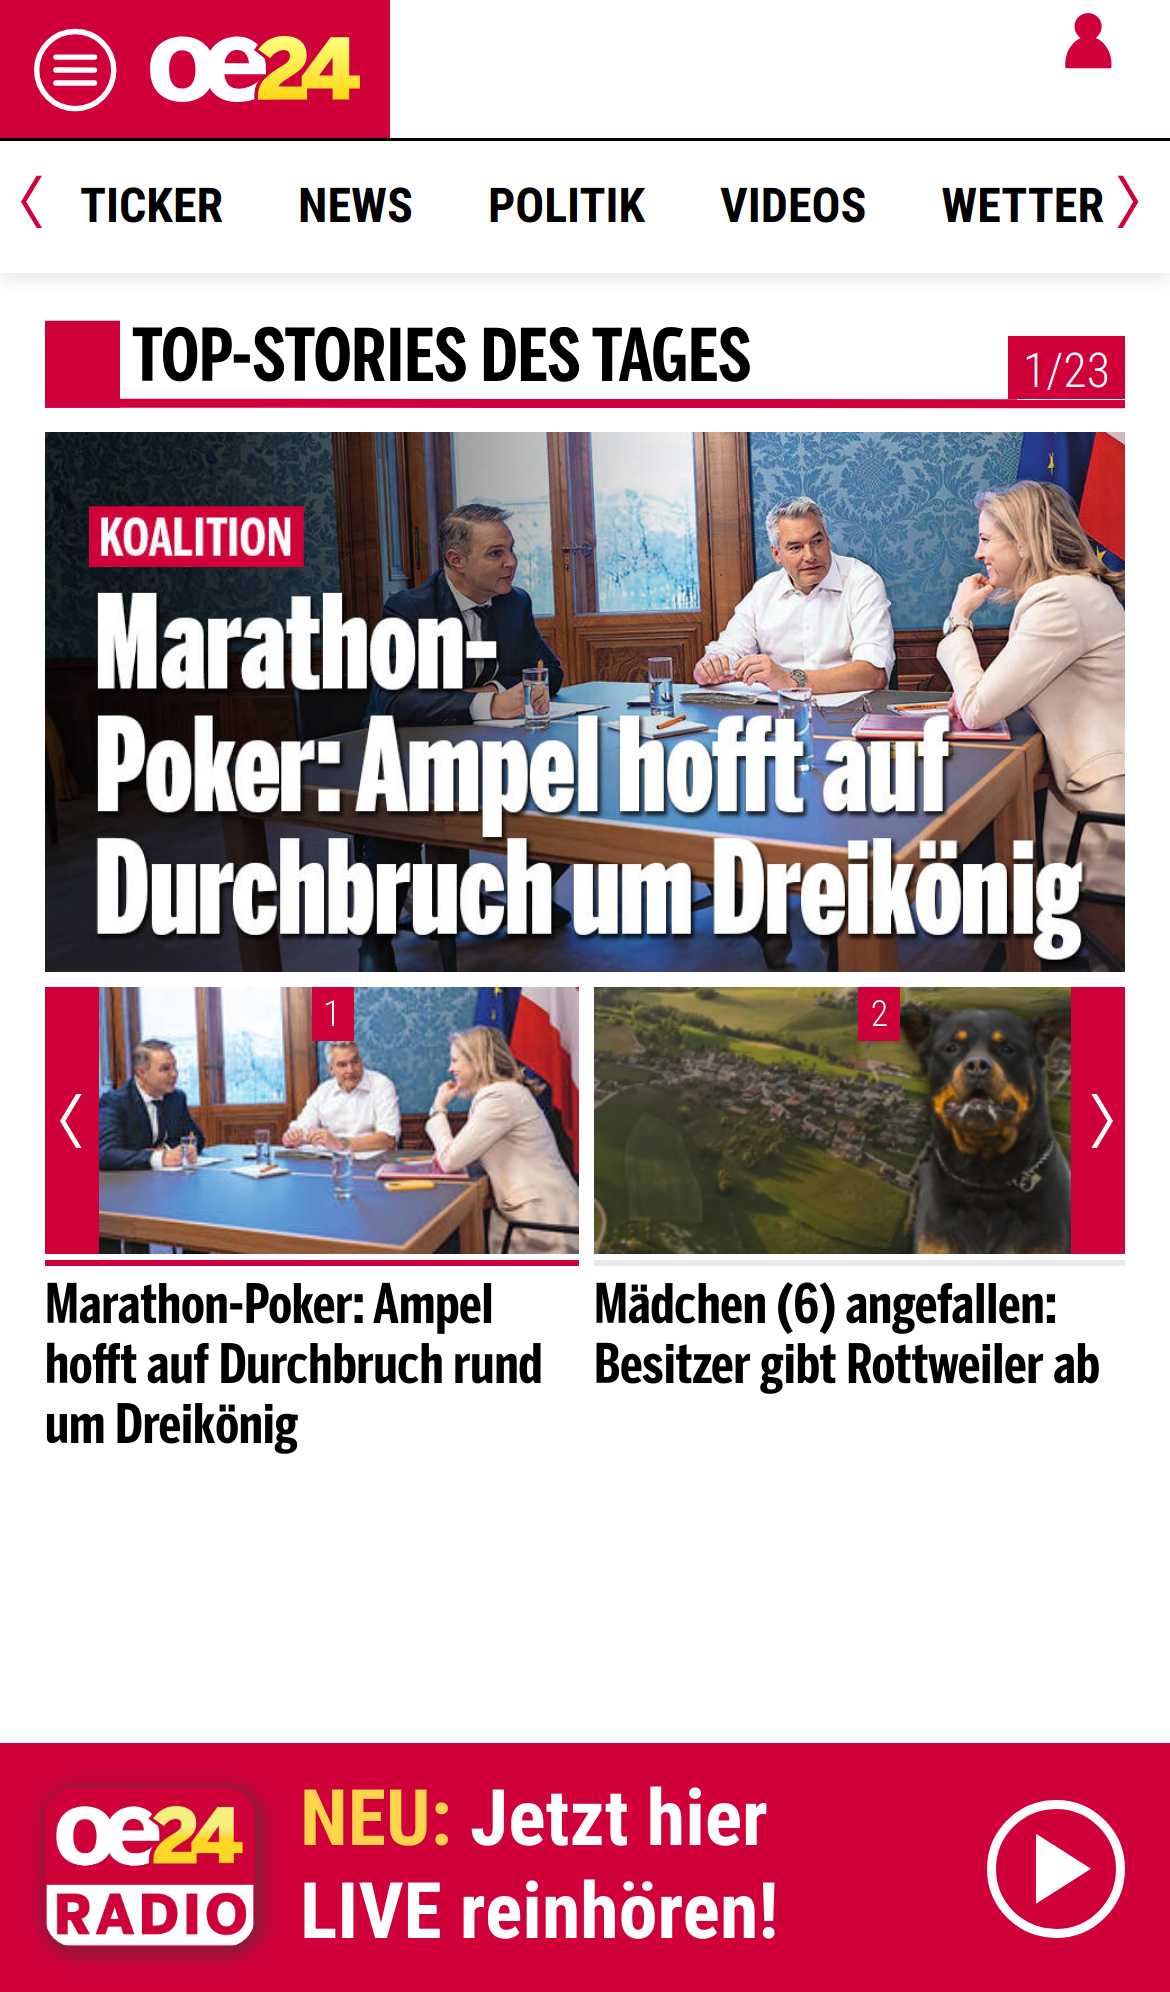 oe24
TICKER NEWS POLITIK VIDEOS WETTER
TOP-STORIES DES TAGES
1/23
KOALITION
Marathon-
Poker: Ampel hofft auf
Durchbruch um Dreikönig
1
2
Marathon-Poker: Ampel
hofft auf Durchbruch rund
um Dreikönig
Mädchen (6) angefallen:
Besitzer gibt Rottweiler ab
oe24
RADIO
NEU: Jetzt hier
LIVE reinhören!